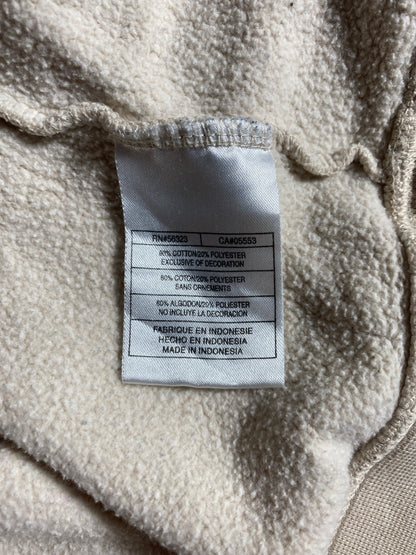 RN#56323 CA#05553
80% COTTON/20% POLYESTER
EXCLUSIVE OF DECORATION
80% COTON/20% POLYESTER
SANS ORNEMENTS
80% ALGODON/20% POLIESTER
NO INCLUYE LA DECORACION
FABRIQUE EN INDONESIE
HECHO EN INDONESIA
MADE IN INDONESIA